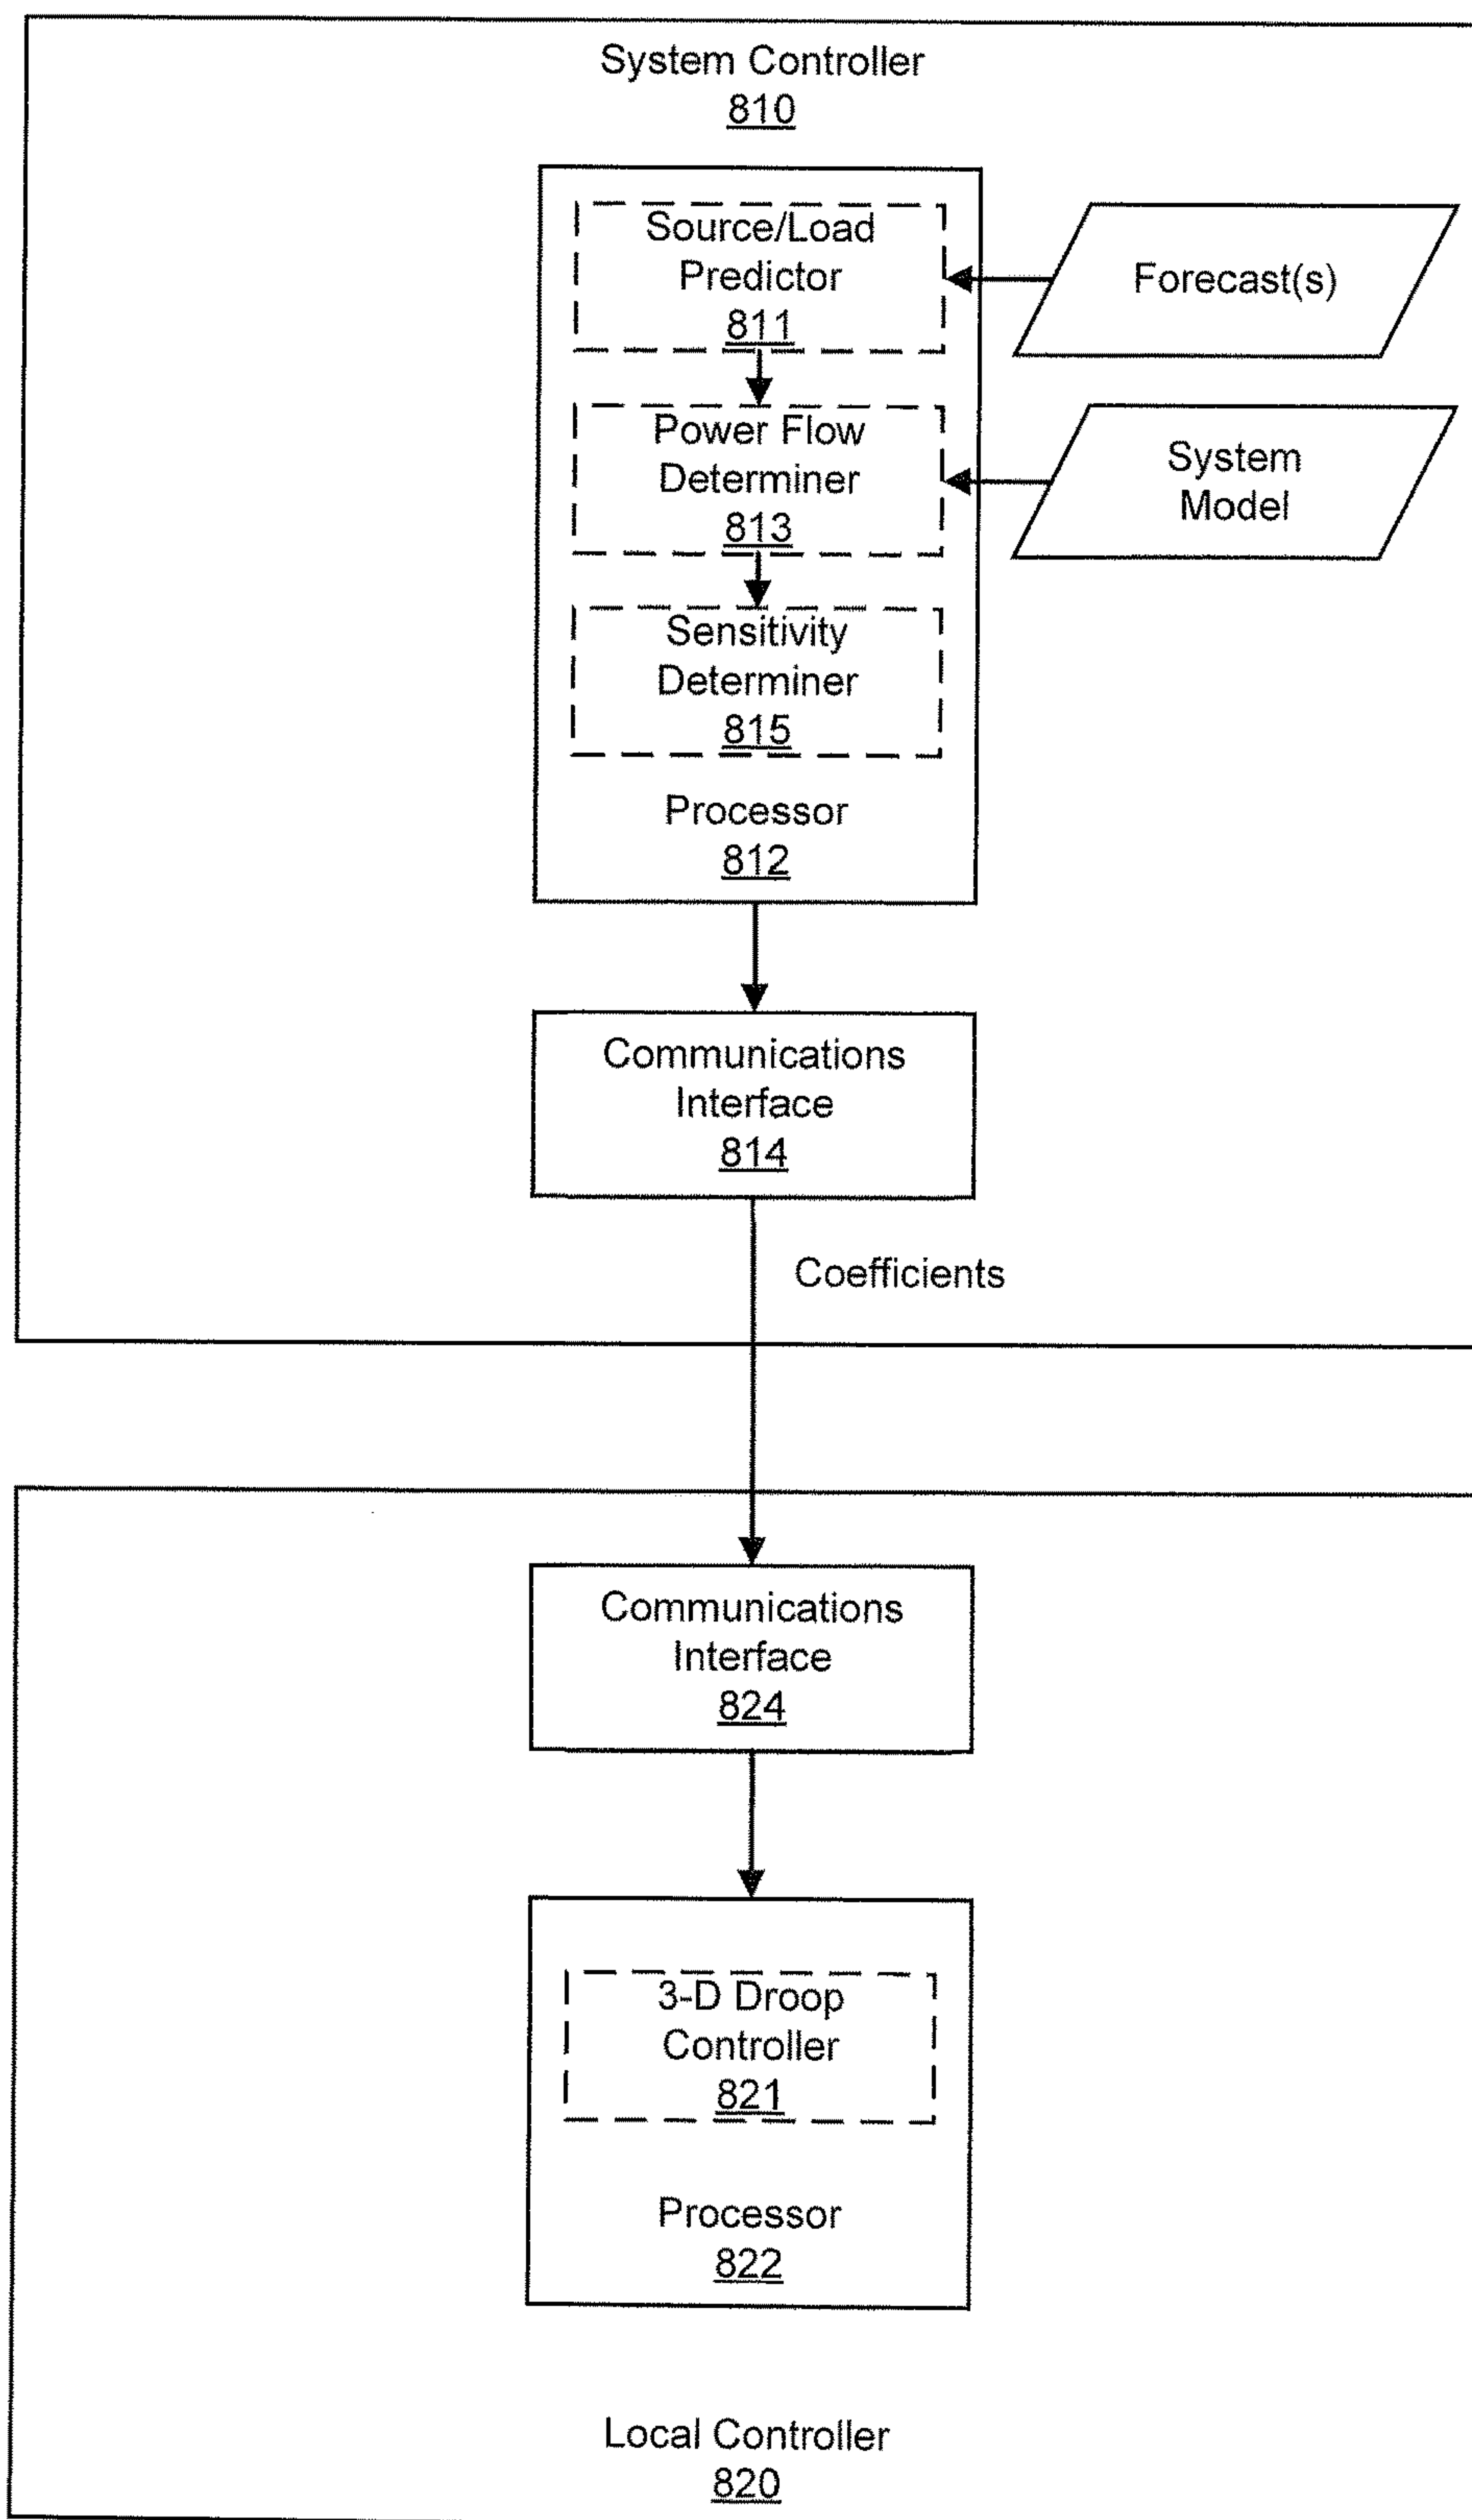 System Controller
810
Source/Load
Predictor
811
Forecast(s)
Power Flow
Determiner
813
System
Model
Sensitivity
Determiner
815
Processor
812
Communications
Interface
814
Coefficients
Communications
Interface
824
3-D Droop
Controller
821
Processor
822
Local Controller
820